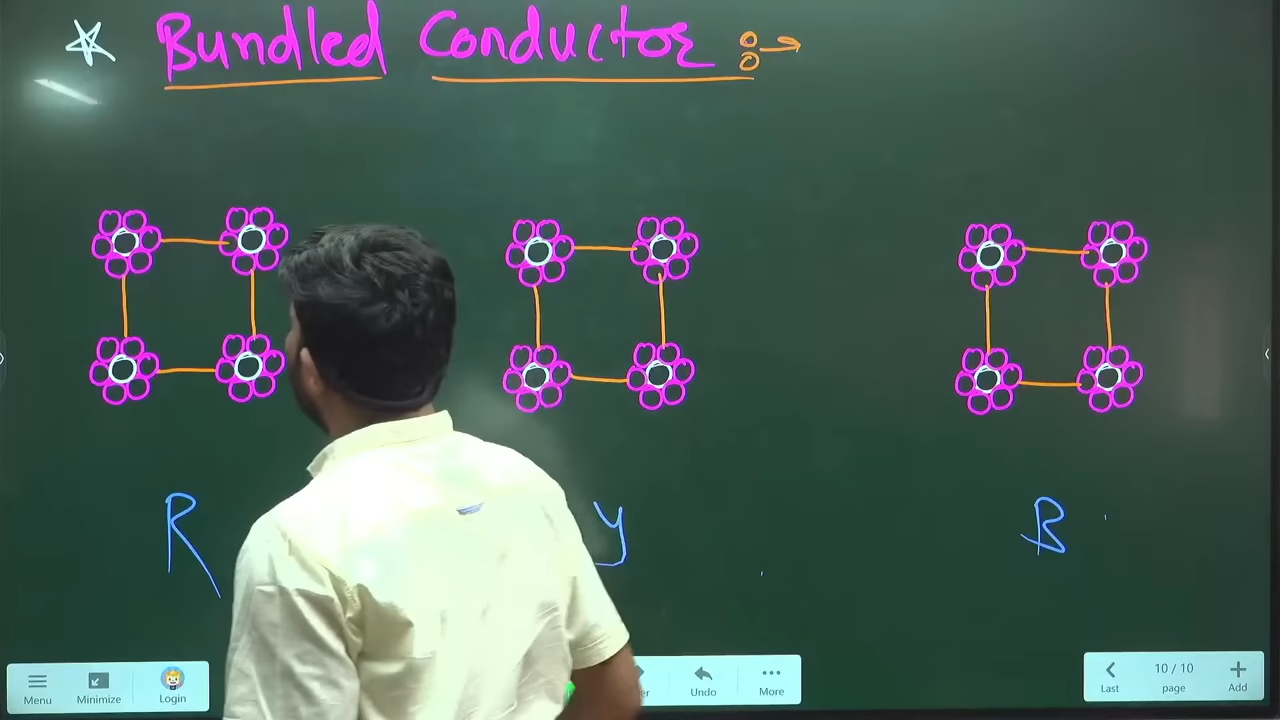 Bundled Conductor :→
R Y B
Menu Minimize Login Undo More Last 10 / 10 page Add